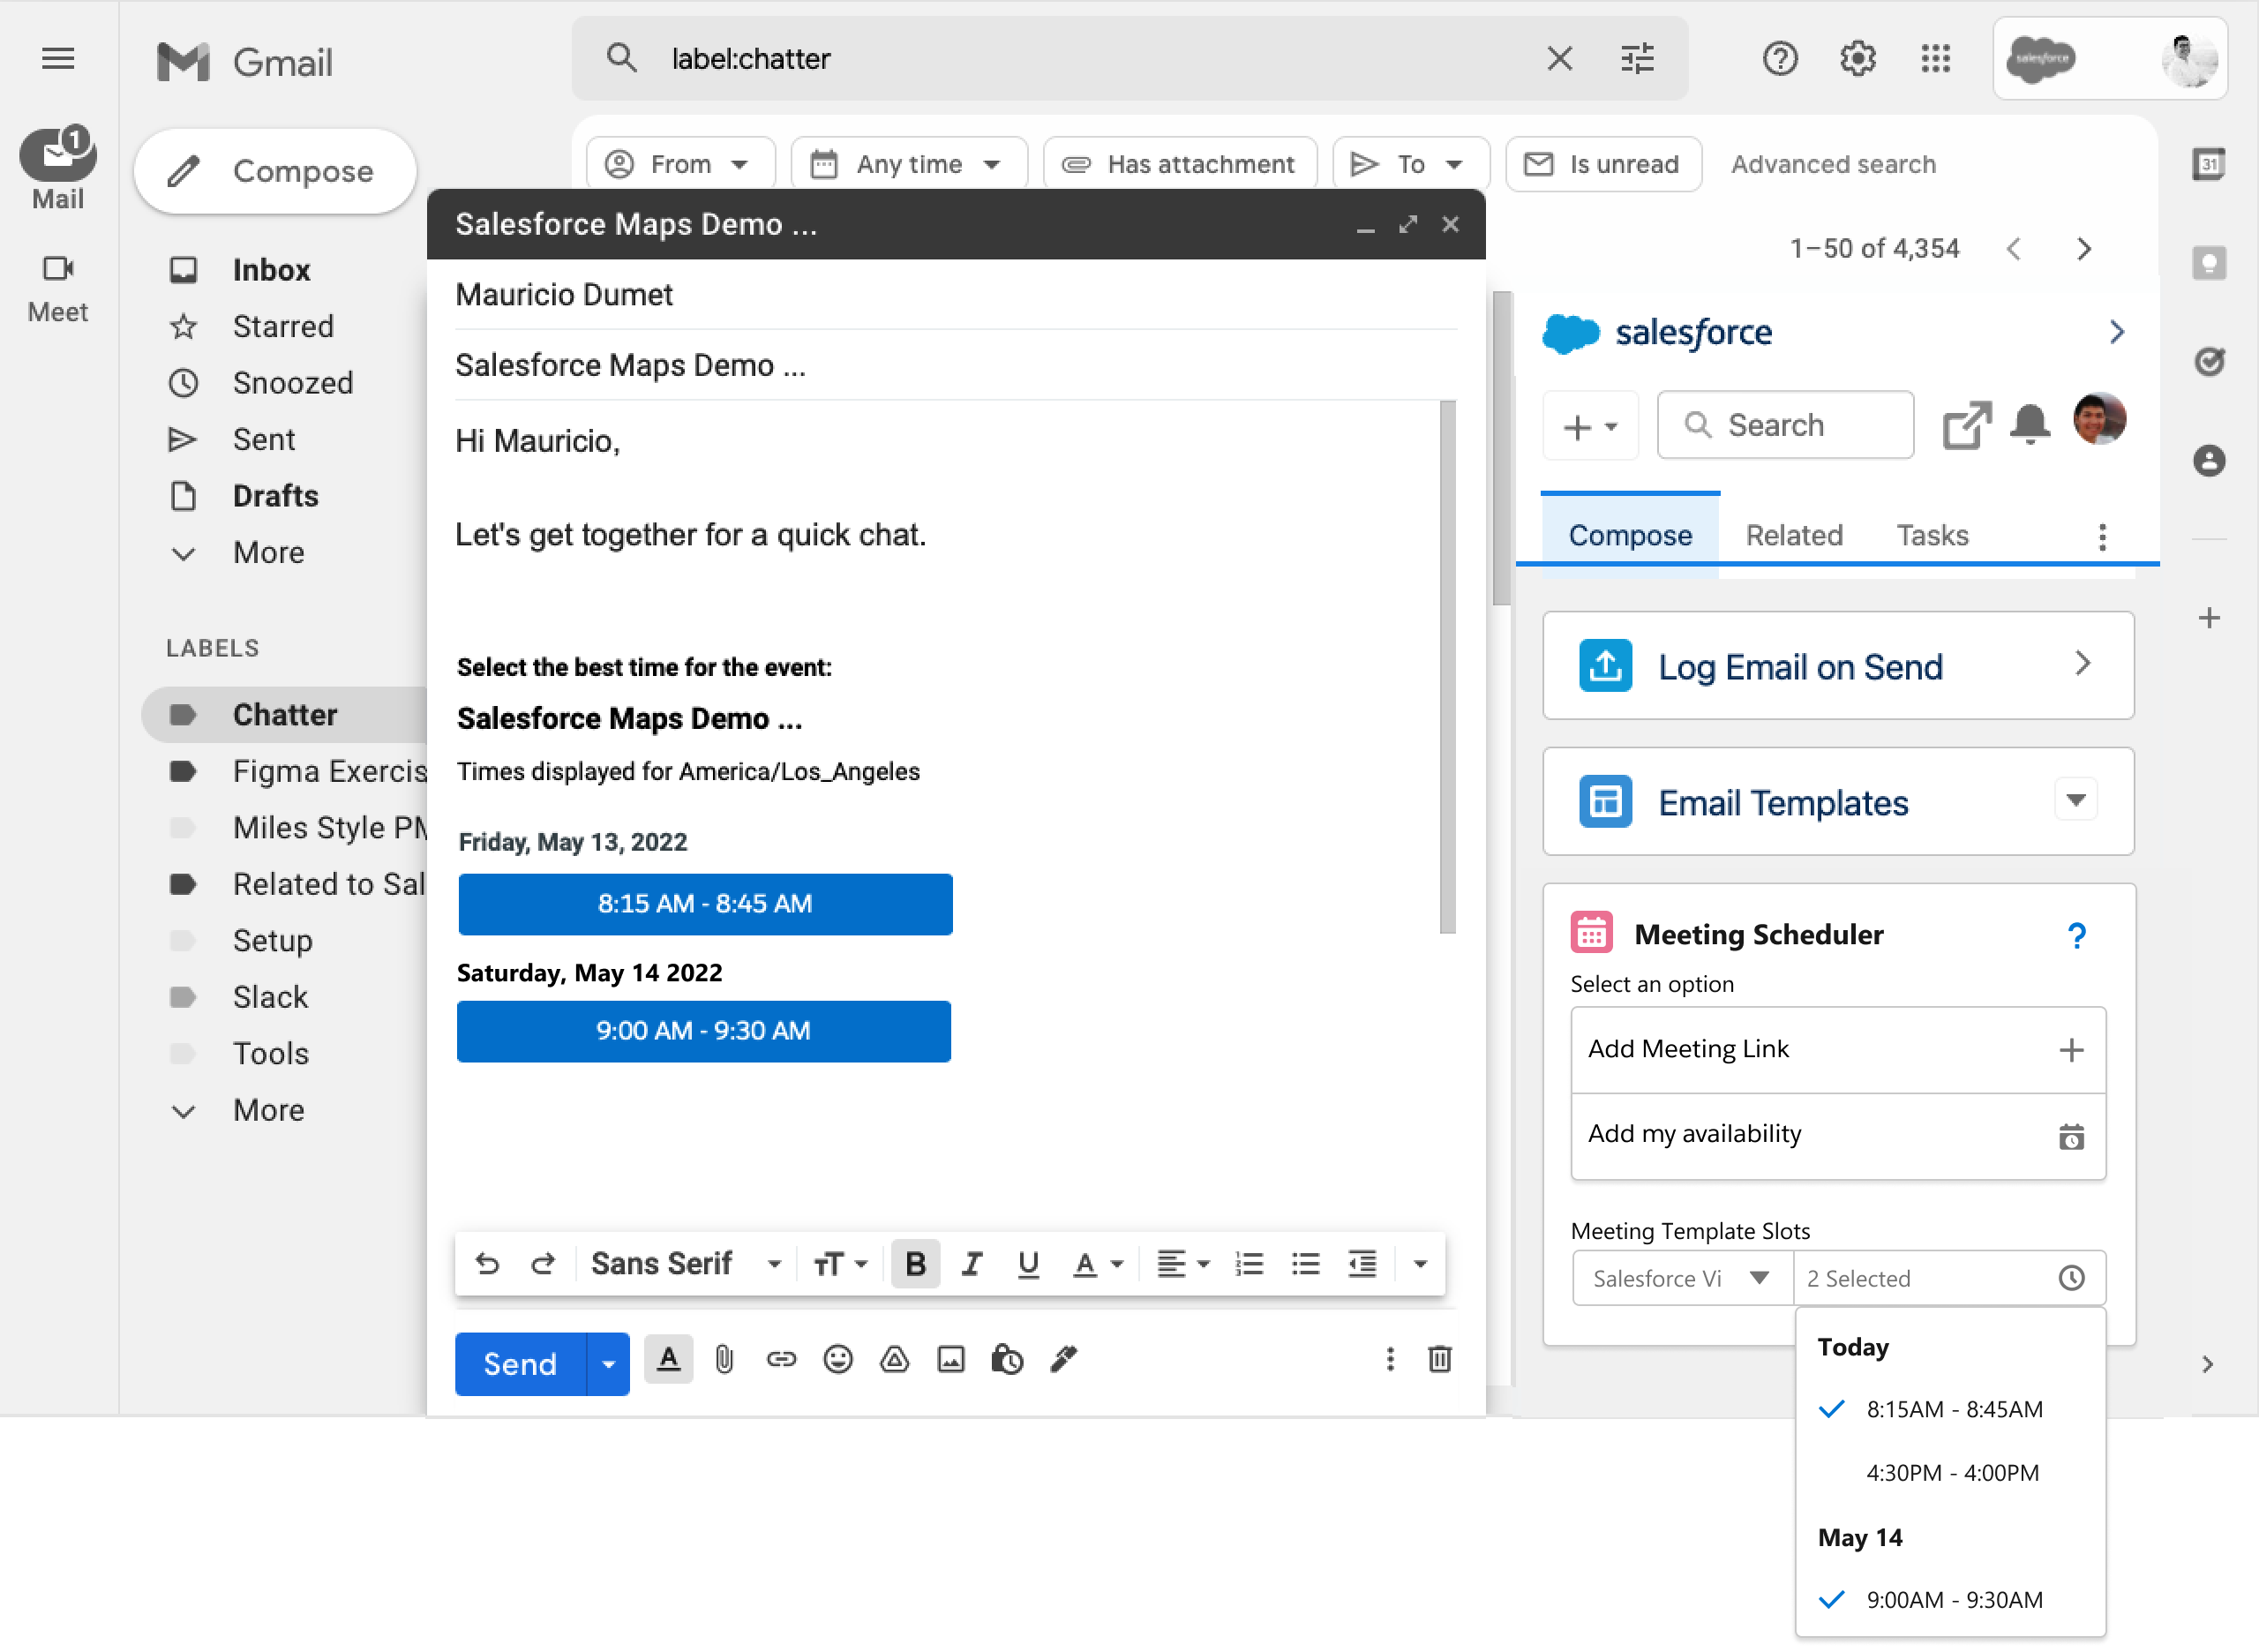 Gmail
label:chatter
salesforce
1
Mail
Meet
Compose
Inbox
Starred
Snoozed
Sent
Drafts
More
LABELS
Chatter
Figma Exercis
Miles Style PM
Related to Sal
Setup
Slack
Tools
More
From
Any time
Has attachment
To
Is unread
Advanced search
1–50 of 4,354
31
Salesforce Maps Demo ...
Mauricio Dumet
Salesforce Maps Demo ...
Hi Mauricio,
Let's get together for a quick chat.
Select the best time for the event:
Salesforce Maps Demo ...
Times displayed for America/Los_Angeles
Friday, May 13, 2022
8:15 AM - 8:45 AM
Saturday, May 14 2022
9:00 AM - 9:30 AM
Sans Serif
Send
salesforce
Search
Compose Related Tasks
Log Email on Send
Email Templates
Meeting Scheduler ?
Select an option
Add Meeting Link
Add my availability
Meeting Template Slots
Salesforce Vi
2 Selected
Today
8:15AM - 8:45AM
4:30PM - 4:00PM
May 14
9:00AM - 9:30AM